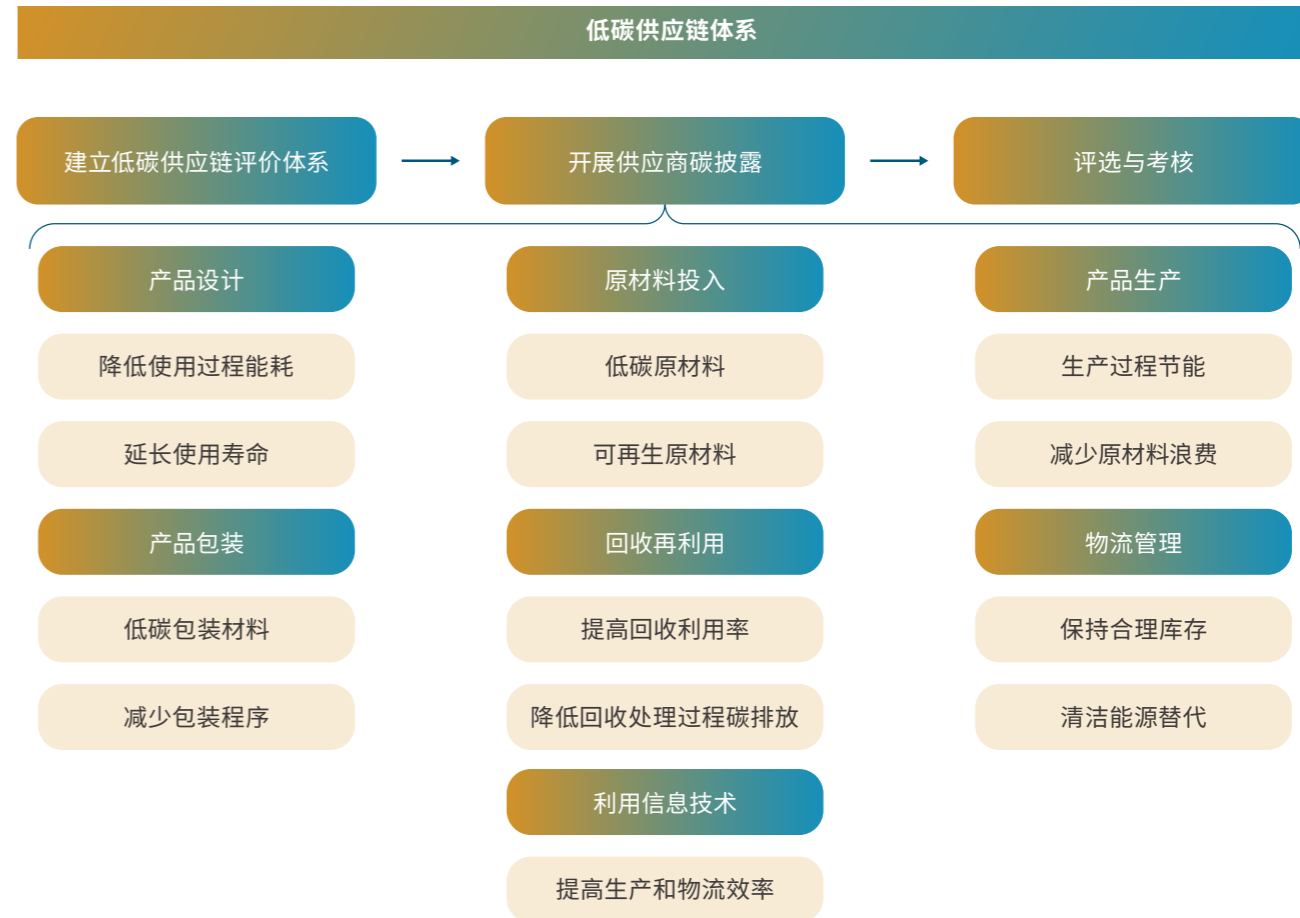 低碳供应链体系
建立低碳供应链评价体系
开展供应商碳披露
评选与考核
产品设计
降低使用过程能耗
延长使用寿命
原材料投入
低碳原材料
可再生原材料
产品生产
生产过程节能
减少原材料浪费
产品包装
低碳包装材料
减少包装程序
回收再利用
提高回收利用率
降低回收处理过程碳排放
物流管理
保持合理库存
清洁能源替代
利用信息技术
提高生产和物流效率